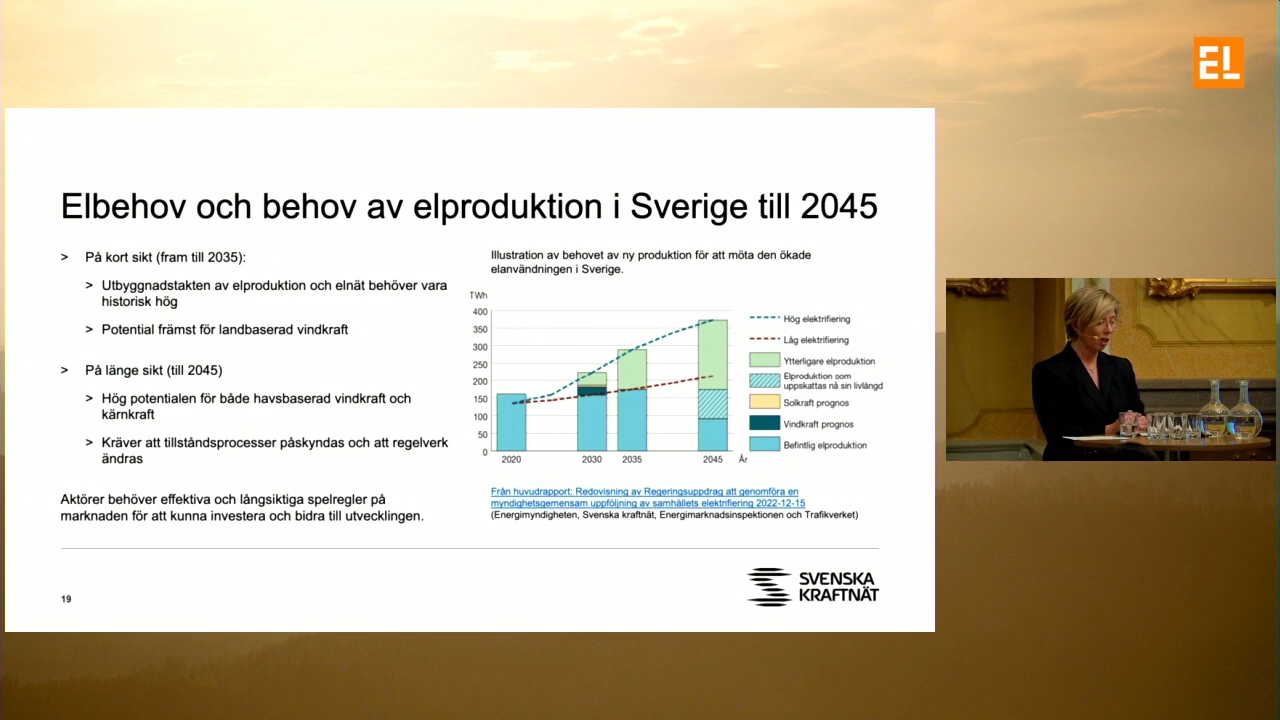 EL
Elbehov och behov av elproduktion i Sverige till 2045
> På kort sikt (fram till 2035):
> Utbyggnadstakten av elproduktion och elnät behöver vara
historisk hög
> Potential främst för landbaserad vindkraft
> På länge sikt (till 2045)
> Hög potentialen för både havsbaserad vindkraft och
kärnkraft
> Kräver att tillståndsprocesser påskyndas och att regelverk
ändras
Aktörer behöver effektiva och långsiktiga spelregler på
marknaden för att kunna investera och bidra till utvecklingen.
Illustration av behovet av ny produktion för att möta den ökade
elanvändningen i Sverige.
TWh
400
350
300
250
200
150
100
50
0
2020 2030 2035 2045 År
Hög elektrifiering
Låg elektrifiering
Ytterligare elproduktion
Elproduktion som
uppskattas nå sin livlängd
Solkraft prognos
Vindkraft prognos
Befintlig elproduktion
Från huvudrapport: Redovisning av Regeringsuppdrag att genomföra en
myndighetsgemensam uppföljning av samhällets elektrifiering 2022-12-15
(Energimyndigheten, Svenska kraftnät, Energimarknadsinspektionen och Trafikverket)
19
SVENSKA
KRAFTNÄT